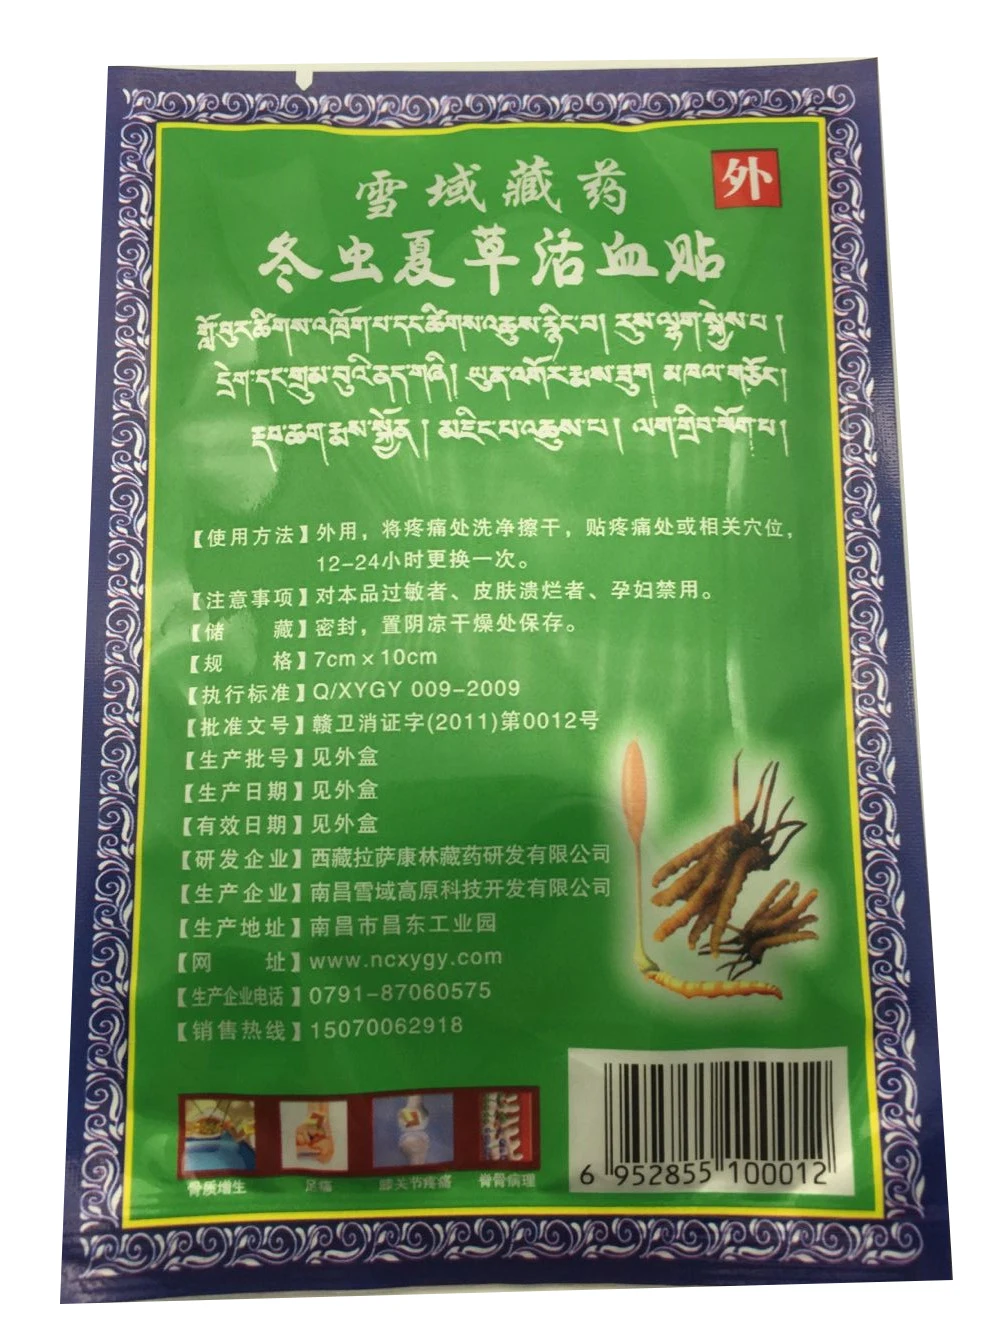 外
雪域藏药
冬虫夏草活血贴
【使用方法】外用，将疼痛处洗净擦干，贴疼痛处或相关穴位，
12-24小时更换一次。
【注意事项】对本品过敏者、皮肤溃烂者、孕妇禁用。
【储 藏】密封，置阴凉干燥处保存。
【规 格】7cm×10cm
【执行标准】Q/XYGY 009-2009
【批准文号】赣卫消证字(2011)第0012号
【生产批号】见外盒
【生产日期】见外盒
【有效日期】见外盒
【研发企业】西藏拉萨康林藏药研发有限公司
【生产企业】南昌雪域高原科技开发有限公司
【生产地址】南昌市昌东工业园
【网 址】www.ncxygy.com
【生产企业电话】0791-87060575
【销售热线】15070062918
骨质增生 足痛 膝关节疼痛 脊骨病理
6 952855 100012